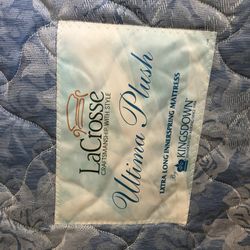 LaCrosse
CRAFTSMANSHIP WITH STYLE
Ultima Plush
EXTRA LONG INNERSPRING MATTRESS
By
KINGSDOWN